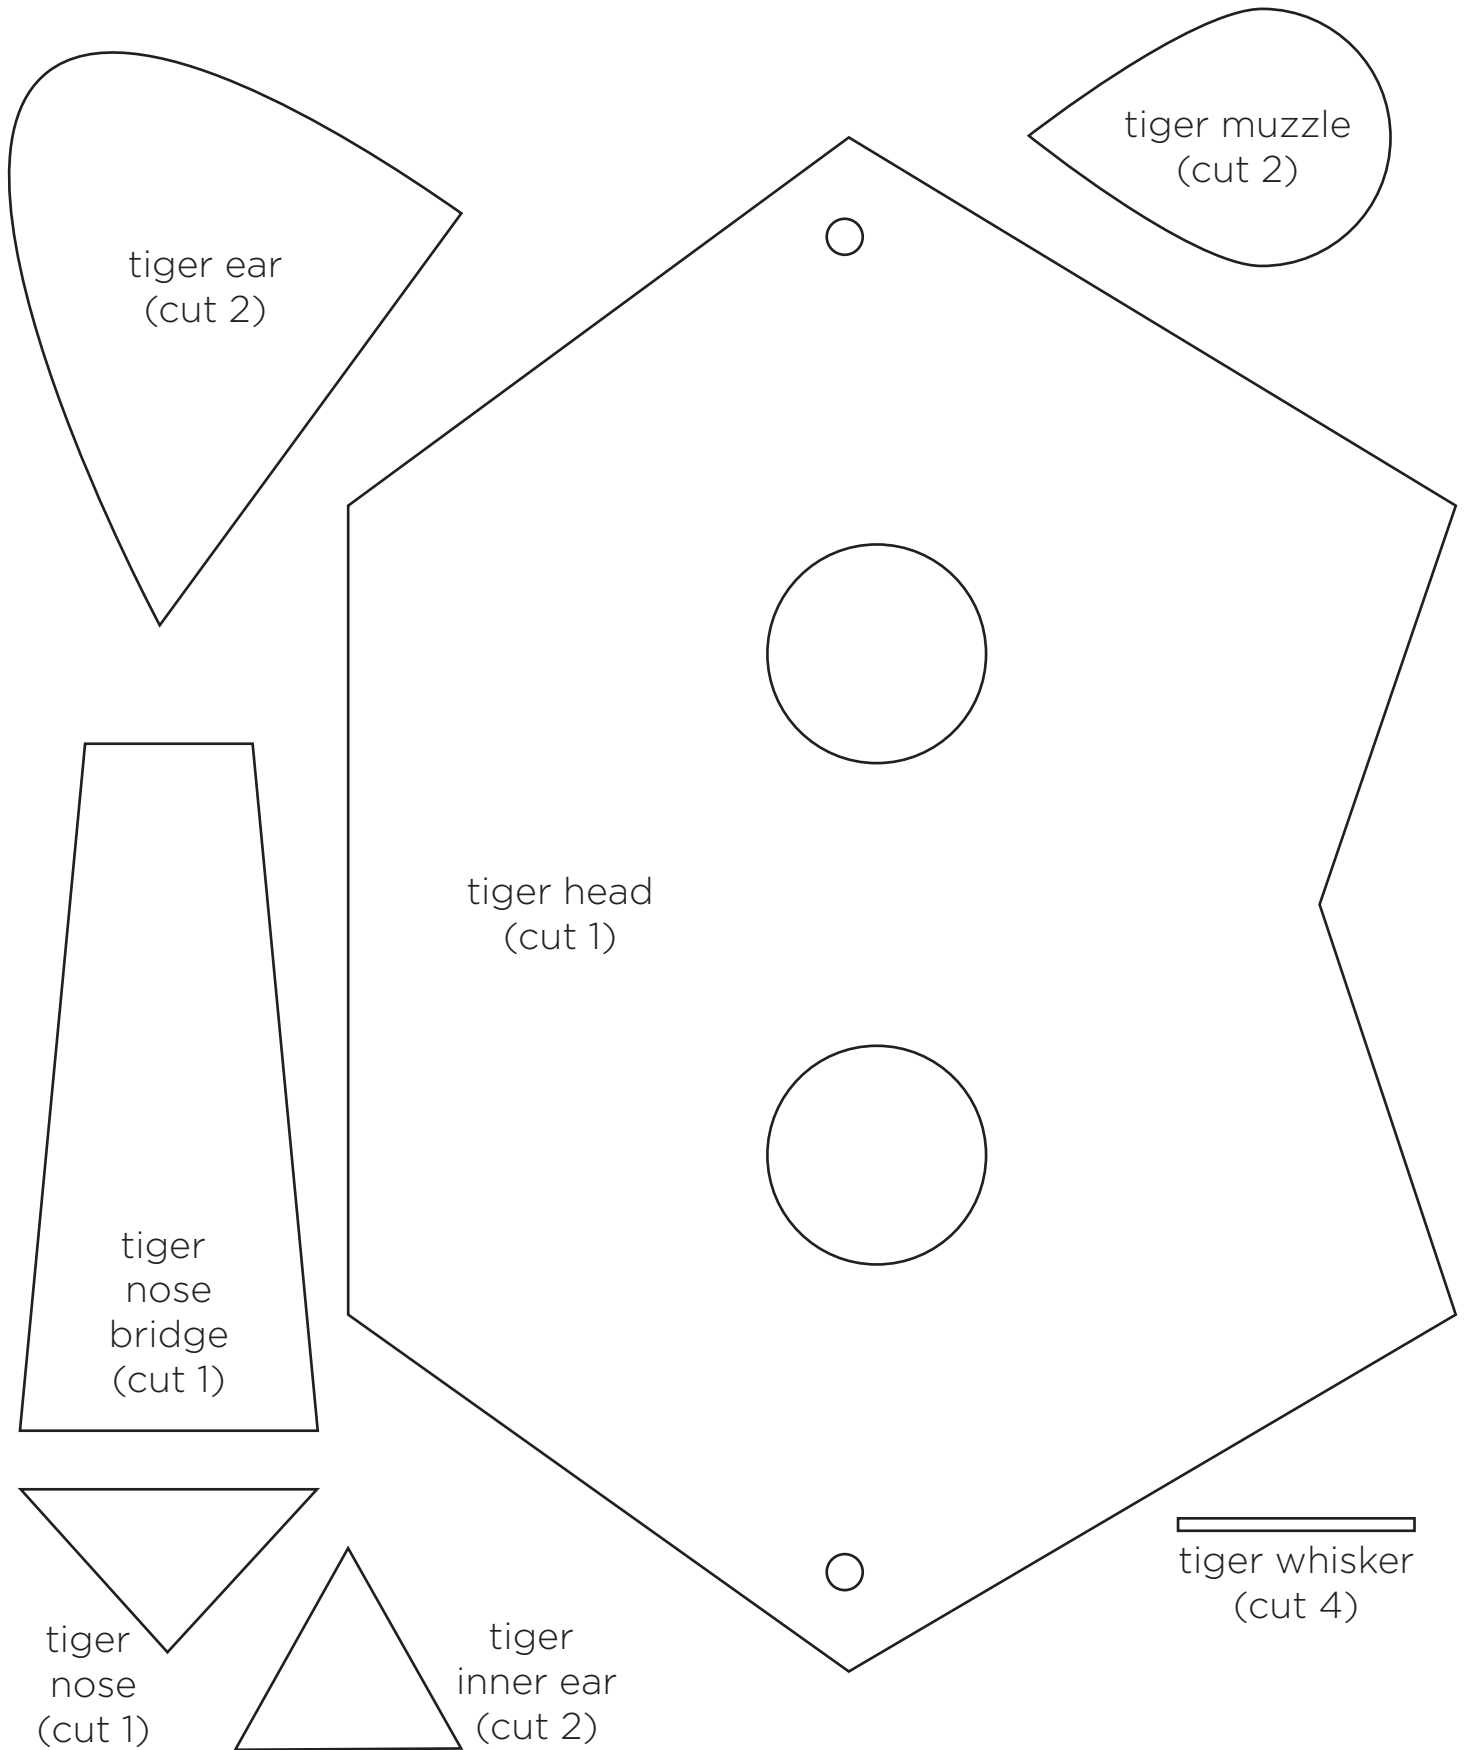 tiger muzzle
(cut 2)
tiger ear
(cut 2)
tiger head
(cut 1)
tiger
nose
bridge
(cut 1)
tiger whisker
(cut 4)
tiger
nose
(cut 1)
tiger
inner ear
(cut 2)